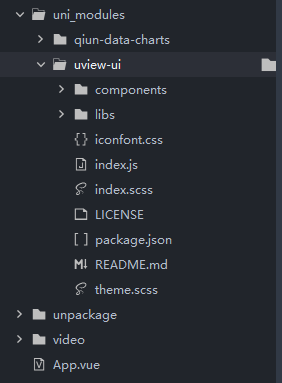 uni_modules
qiun-data-charts
uview-ui
components
libs
iconfont.css
index.js
index.scss
LICENSE
package.json
README.md
theme.scss
unpackage
video
App.vue